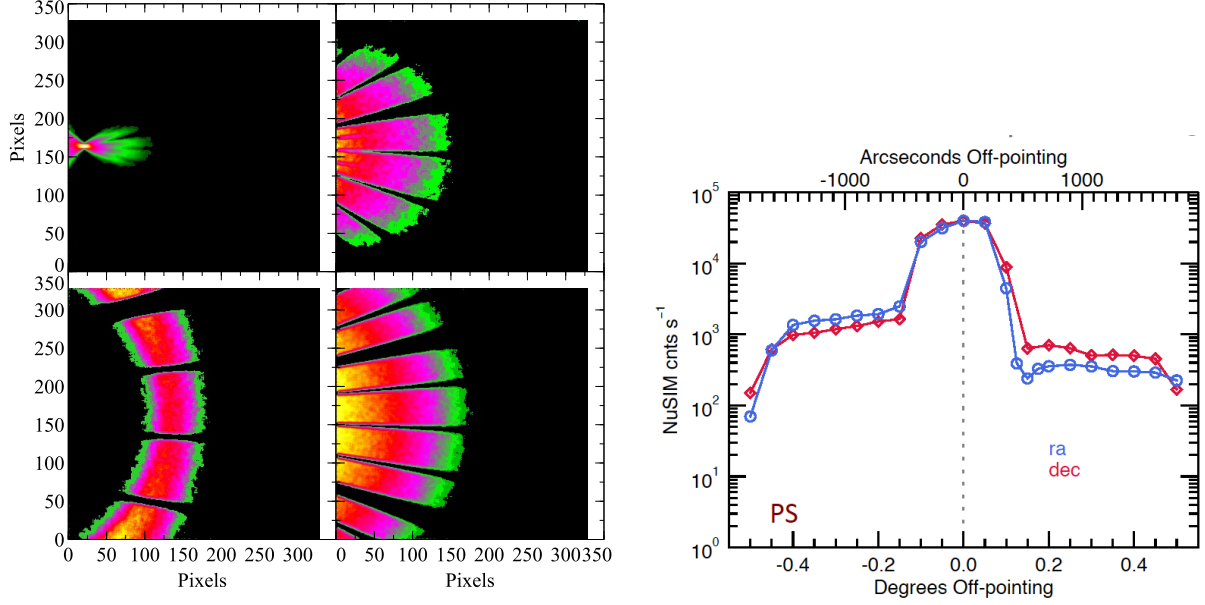 350
300
250
200
150
100
50
0
Pixels
350
300
250
200
150
100
50
0
0 50 100 150 200 250 300
Pixels
0 50 100 150 200 250 300 350
Pixels
Arcseconds Off-pointing
-1000 0 1000
10^5
10^4
10^3
10^2
10^1
10^0
NuSIM cnts s^-1
ra
dec
PS
-0.4 -0.2 0.0 0.2 0.4
Degrees Off-pointing